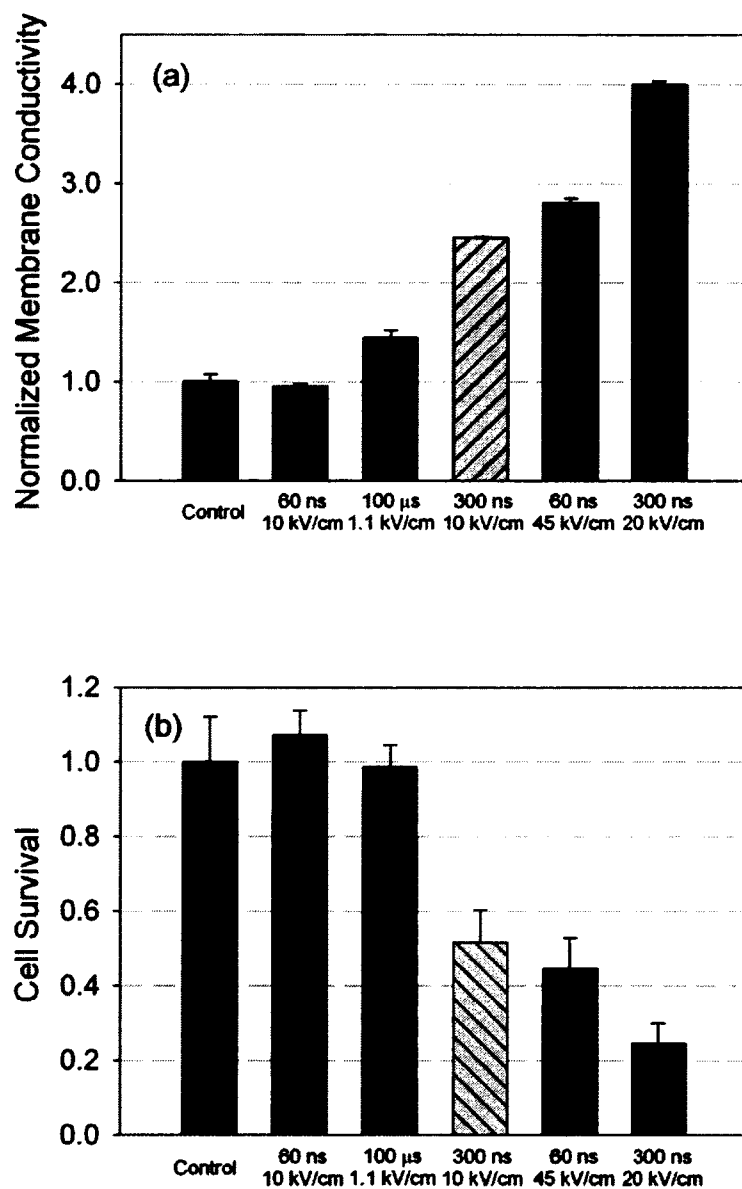 (a)
Normalized Membrane Conductivity
4.0
3.0
2.0
1.0
0.0
Control 60 ns 100 µs 300 ns 60 ns 300 ns
10 kV/cm 1.1 kV/cm 10 kV/cm 45 kV/cm 20 kV/cm
(b)
Cell Survival
1.2
1.0
0.8
0.6
0.4
0.2
0.0
Control 60 ns 100 µs 300 ns 60 ns 300 ns
10 kV/cm 1.1 kV/cm 10 kV/cm 45 kV/cm 20 kV/cm